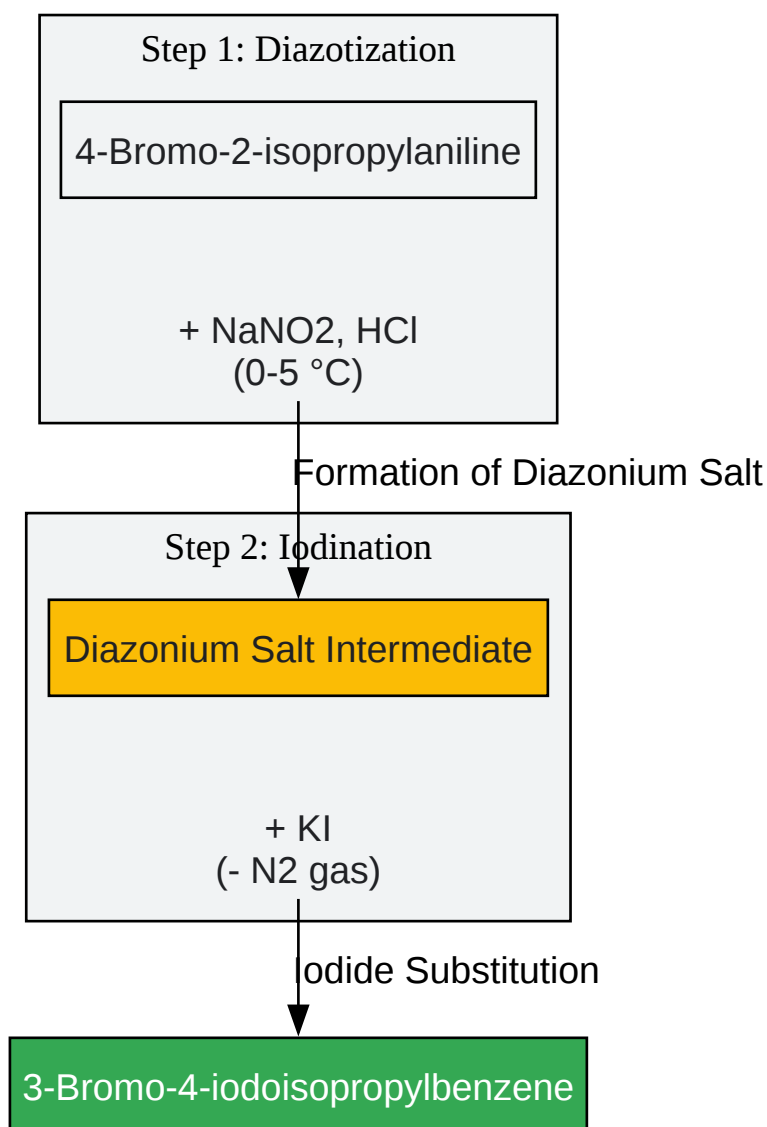 Step 1: Diazotization
4-Bromo-2-isopropylaniline
+ NaNO2, HCl
(0-5 °C)
Formation of Diazonium Salt
Step 2: Iodination
Diazonium Salt Intermediate
+ KI
(- N2 gas)
Iodide Substitution
3-Bromo-4-iodoisopropylbenzene